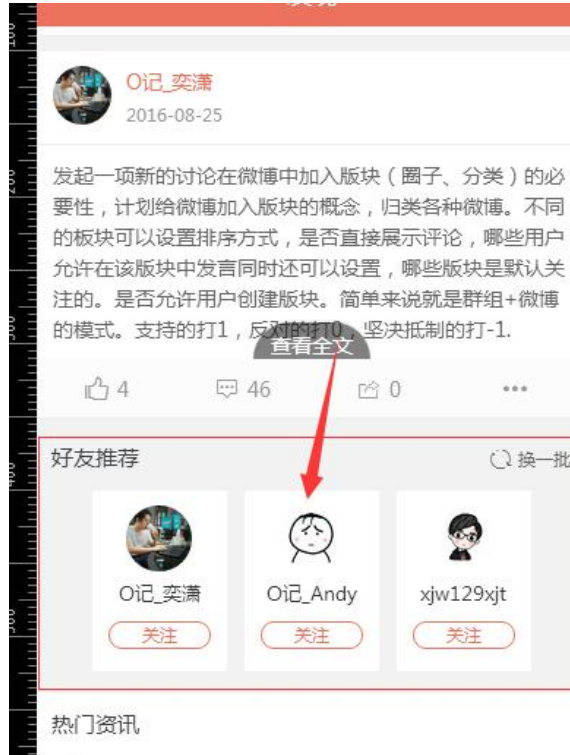 O记_奕潇
2016-08-25
发起一项新的讨论在微博中加入版块（圈子、分类）的必
要性，计划给微博加入版块的概念，归类各种微博。不同
的板块可以设置排序方式，是否直接展示评论，哪些用户
允许在该版块中发言同时还可以设置，哪些版块是默认关
注的。是否允许用户创建版块。简单来说就是群组+微博
的模式。支持的打1，反对的打0，坚决抵制的打-1.
查看全文
4 46 0 •••
好友推荐 换一批
O记_奕潇 O记_Andy xjw129xjt
关注 关注 关注
热门资讯